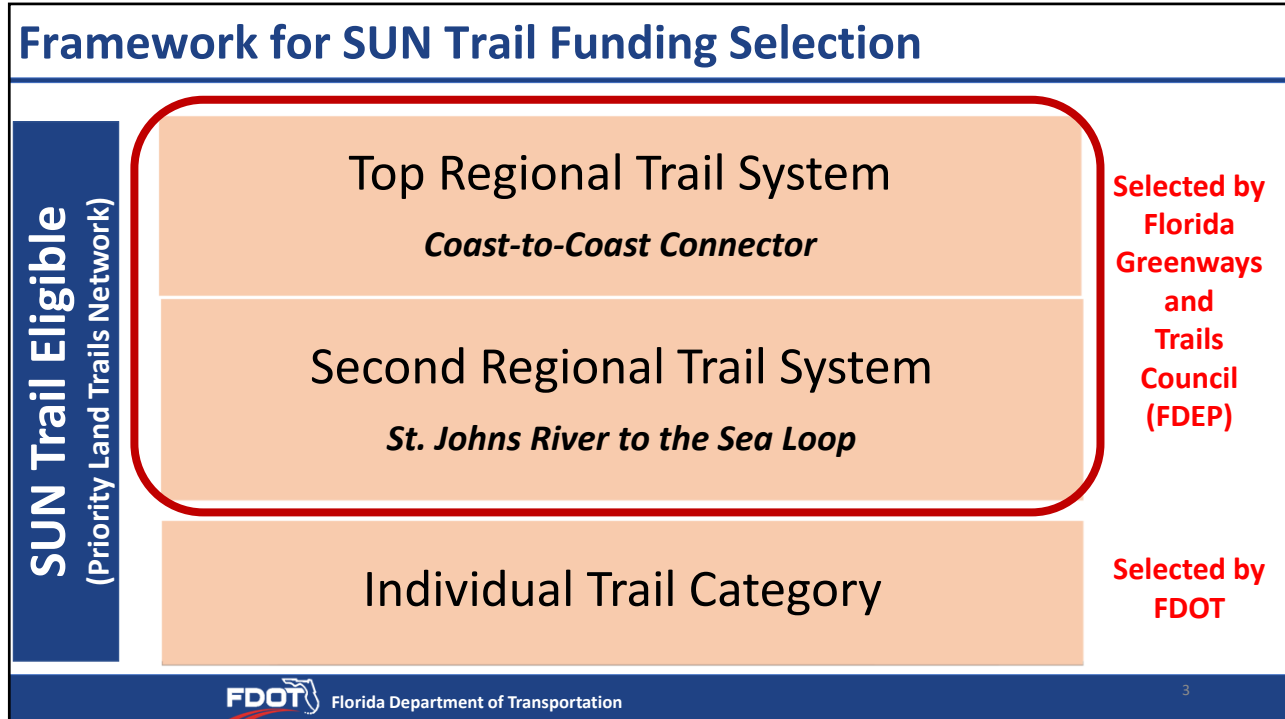 Framework for SUN Trail Funding Selection
SUN Trail Eligible
(Priority Land Trails Network)
Top Regional Trail System
Coast-to-Coast Connector
Second Regional Trail System
St. Johns River to the Sea Loop
Selected by
Florida
Greenways
and
Trails
Council
(FDEP)
Individual Trail Category
Selected by
FDOT
FDOT Florida Department of Transportation
3